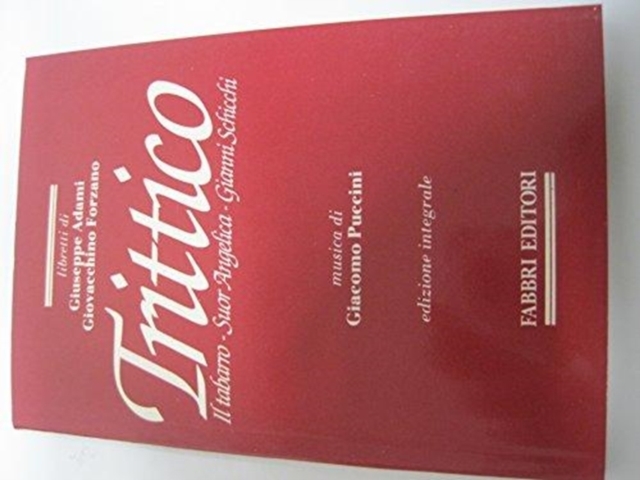 libretti di
Giuseppe Adami
Giovacchino Forzano
Trittico
Il tabarro - Suor Angelica - Gianni Schicchi
musica di
Giacomo Puccini
edizione integrale
FABBRI EDITORI